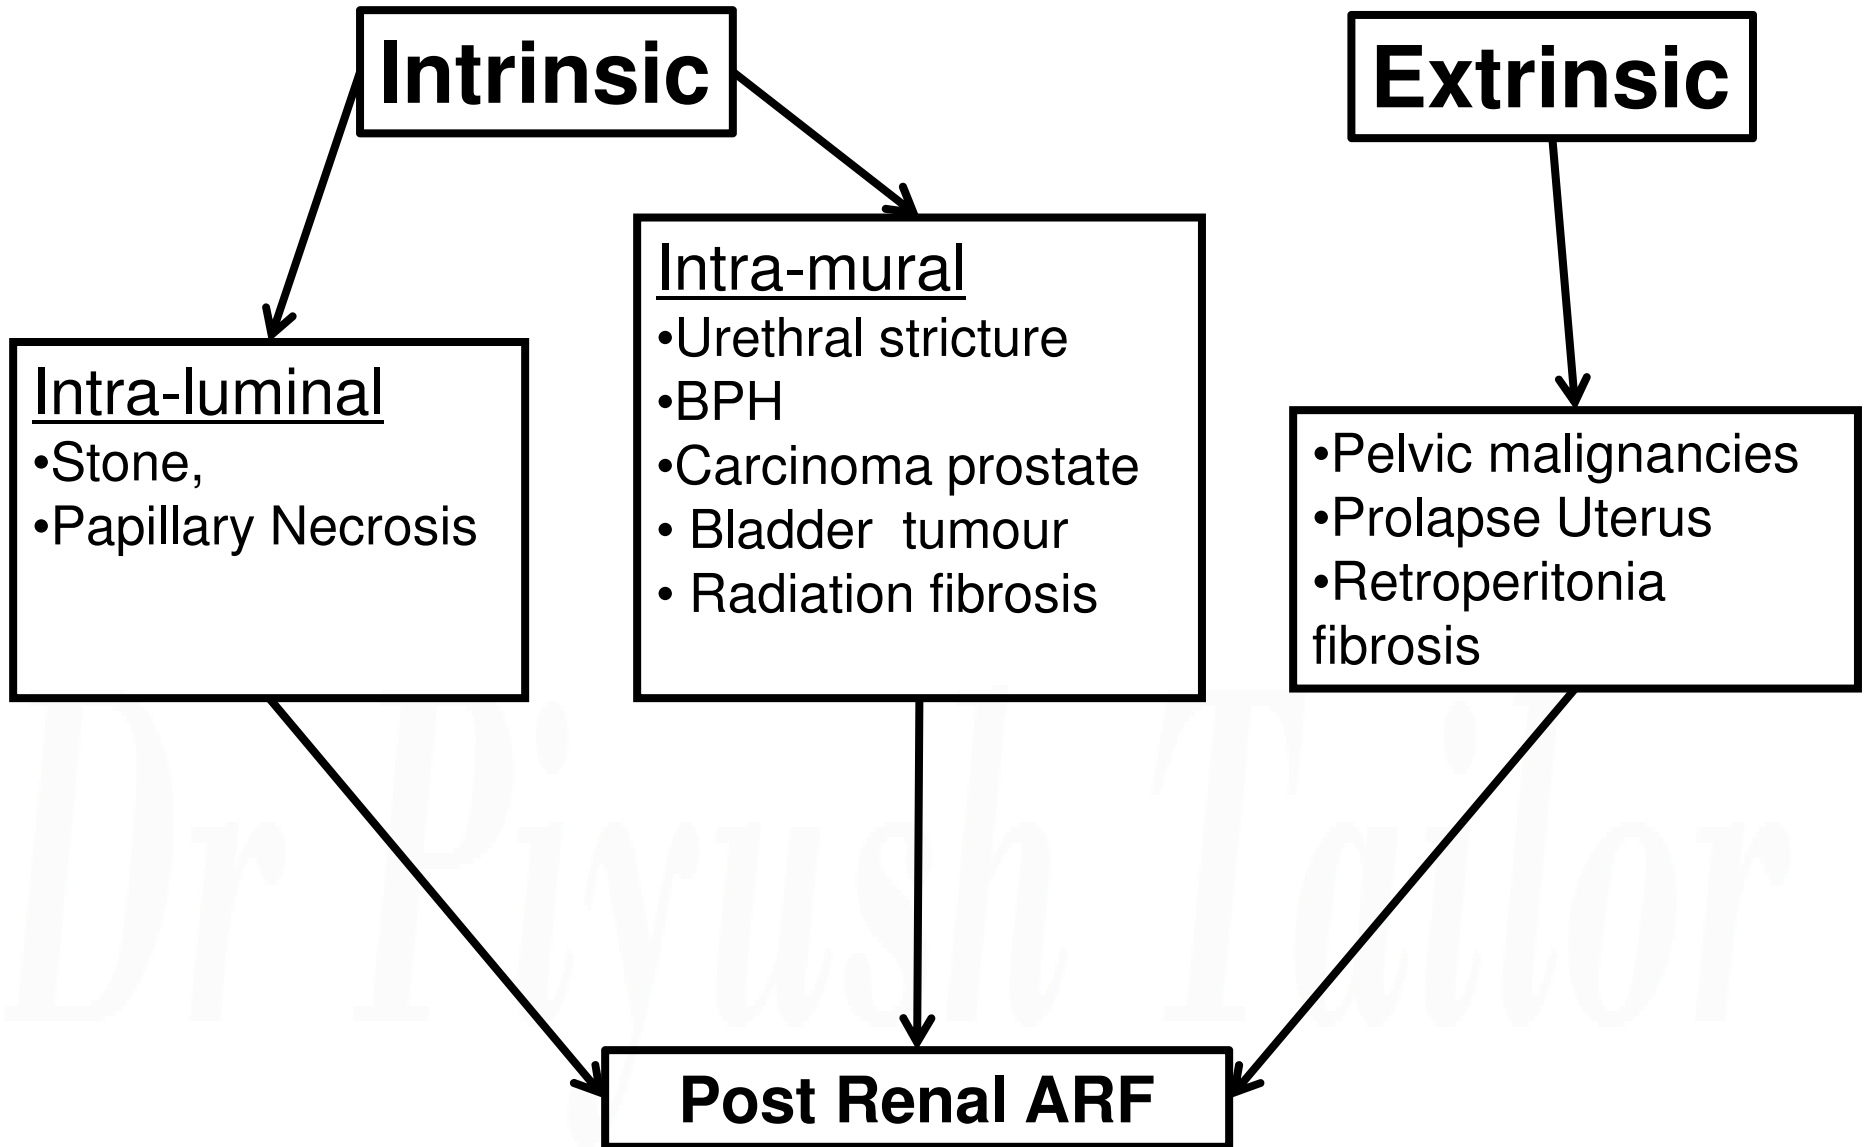 Intrinsic
Extrinsic
Intra-luminal
•Stone,
•Papillary Necrosis
Intra-mural
•Urethral stricture
•BPH
•Carcinoma prostate
• Bladder  tumour
• Radiation fibrosis
•Pelvic malignancies
•Prolapse Uterus
•Retroperitonia
fibrosis
Dr Piyush Tailor
Post Renal ARF